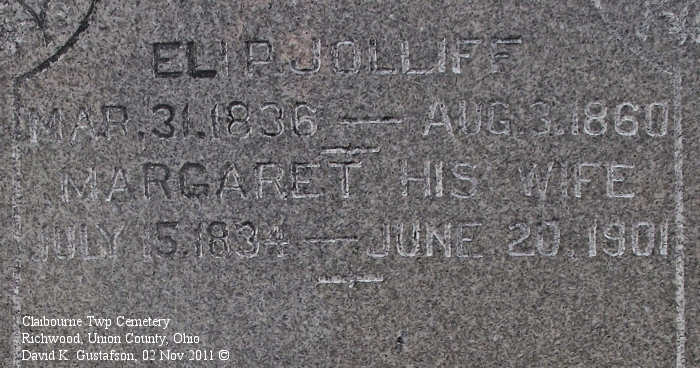 ELI P. JOLLIFF
MAR. 31. 1836 — AUG. 3. 1860
MARGARET HIS WIFE
JULY 15. 1834 — JUNE 20. 1901
Claibourne Twp Cemetery
Richwood, Union County, Ohio
David K. Gustafson, 02 Nov 2011 ©